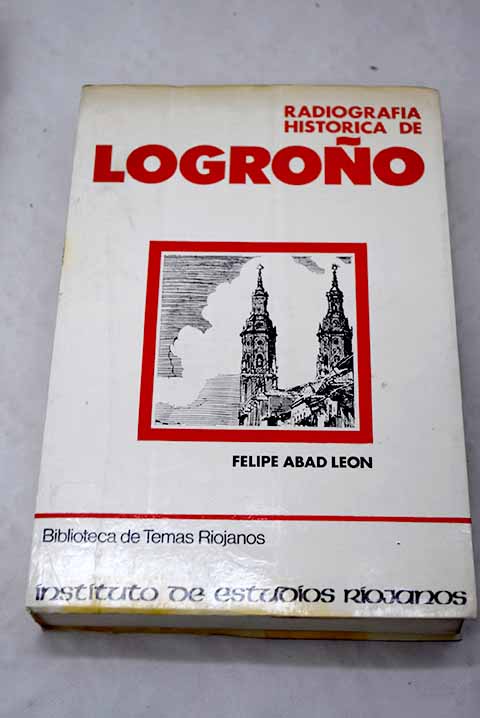 RADIOGRAFIA
HISTORICA DE
LOGROÑO
FELIPE ABAD LEON
Biblioteca de Temas Riojanos
instituto de estudios riojanos